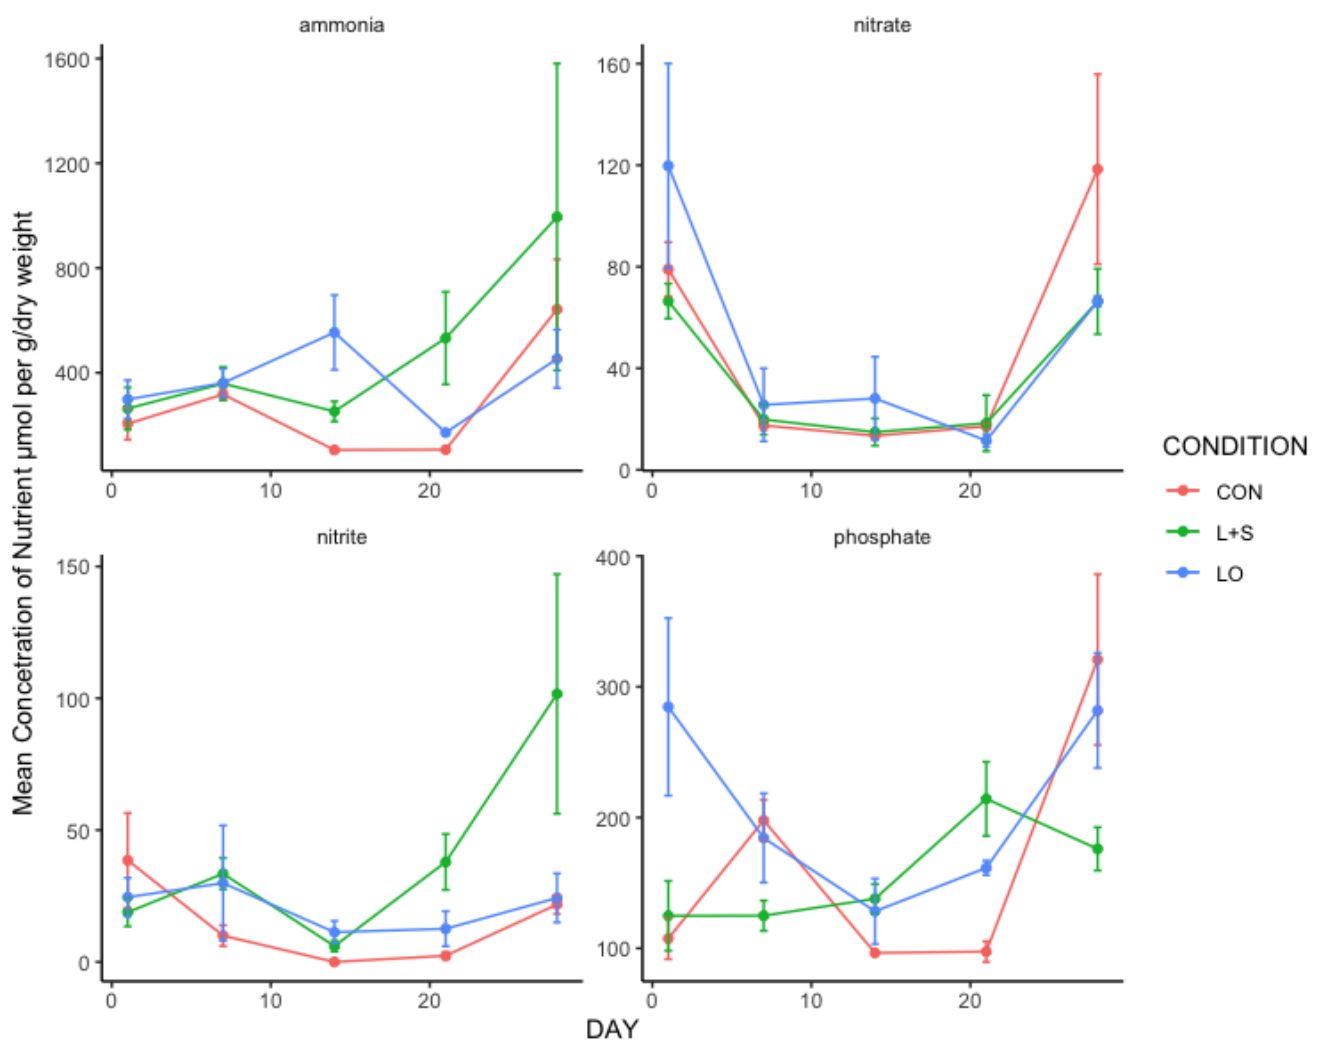 ammonia
nitrate
1600
1200
800
400
0
10
20
160
120
80
40
0
0
10
20
Mean Concetration of Nutrient µmol per g/dry weight
nitrite
phosphate
150
100
50
0
0
10
20
400
300
200
100
0
10
20
DAY
CONDITION
CON
L+S
LO